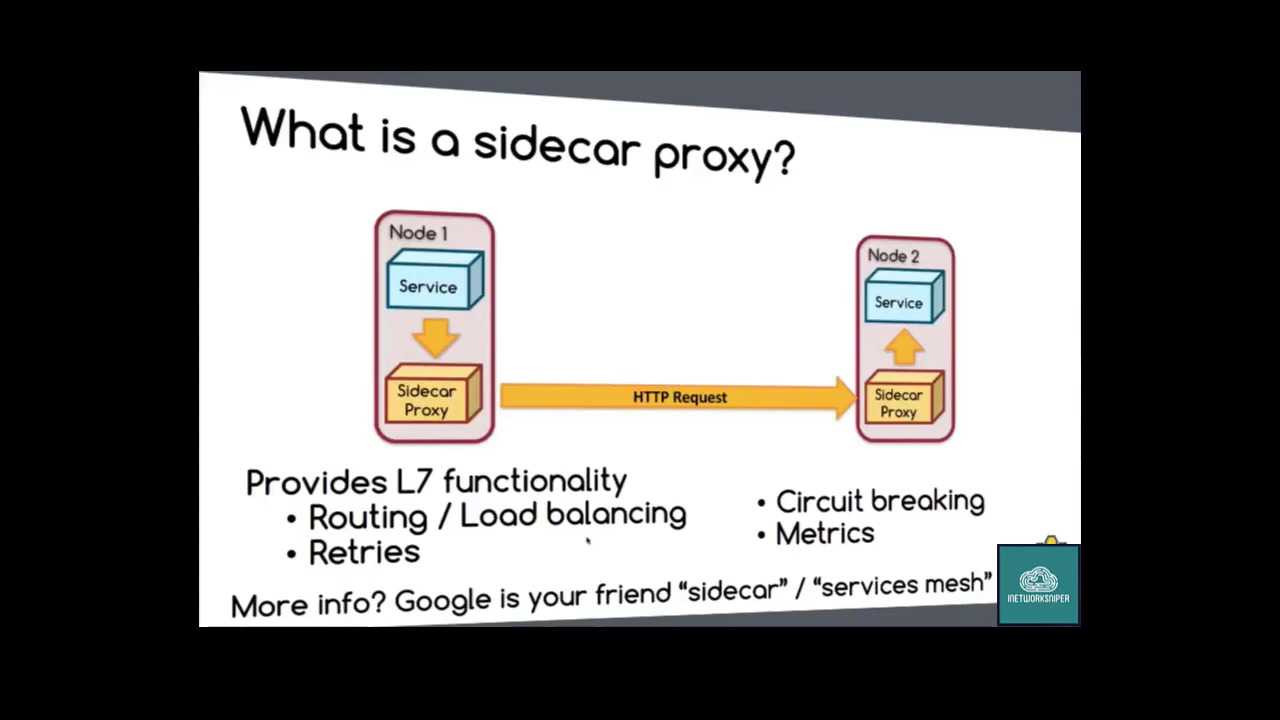 What is a sidecar proxy?
Node 1
Service
Sidecar
Proxy
HTTP Request
Node 2
Service
Sidecar
Proxy
Provides L7 functionality
• Routing / Load balancing
• Retries
• Circuit breaking
• Metrics
More info? Google is your friend “sidecar” / “services mesh”
INETWORKSNIPER